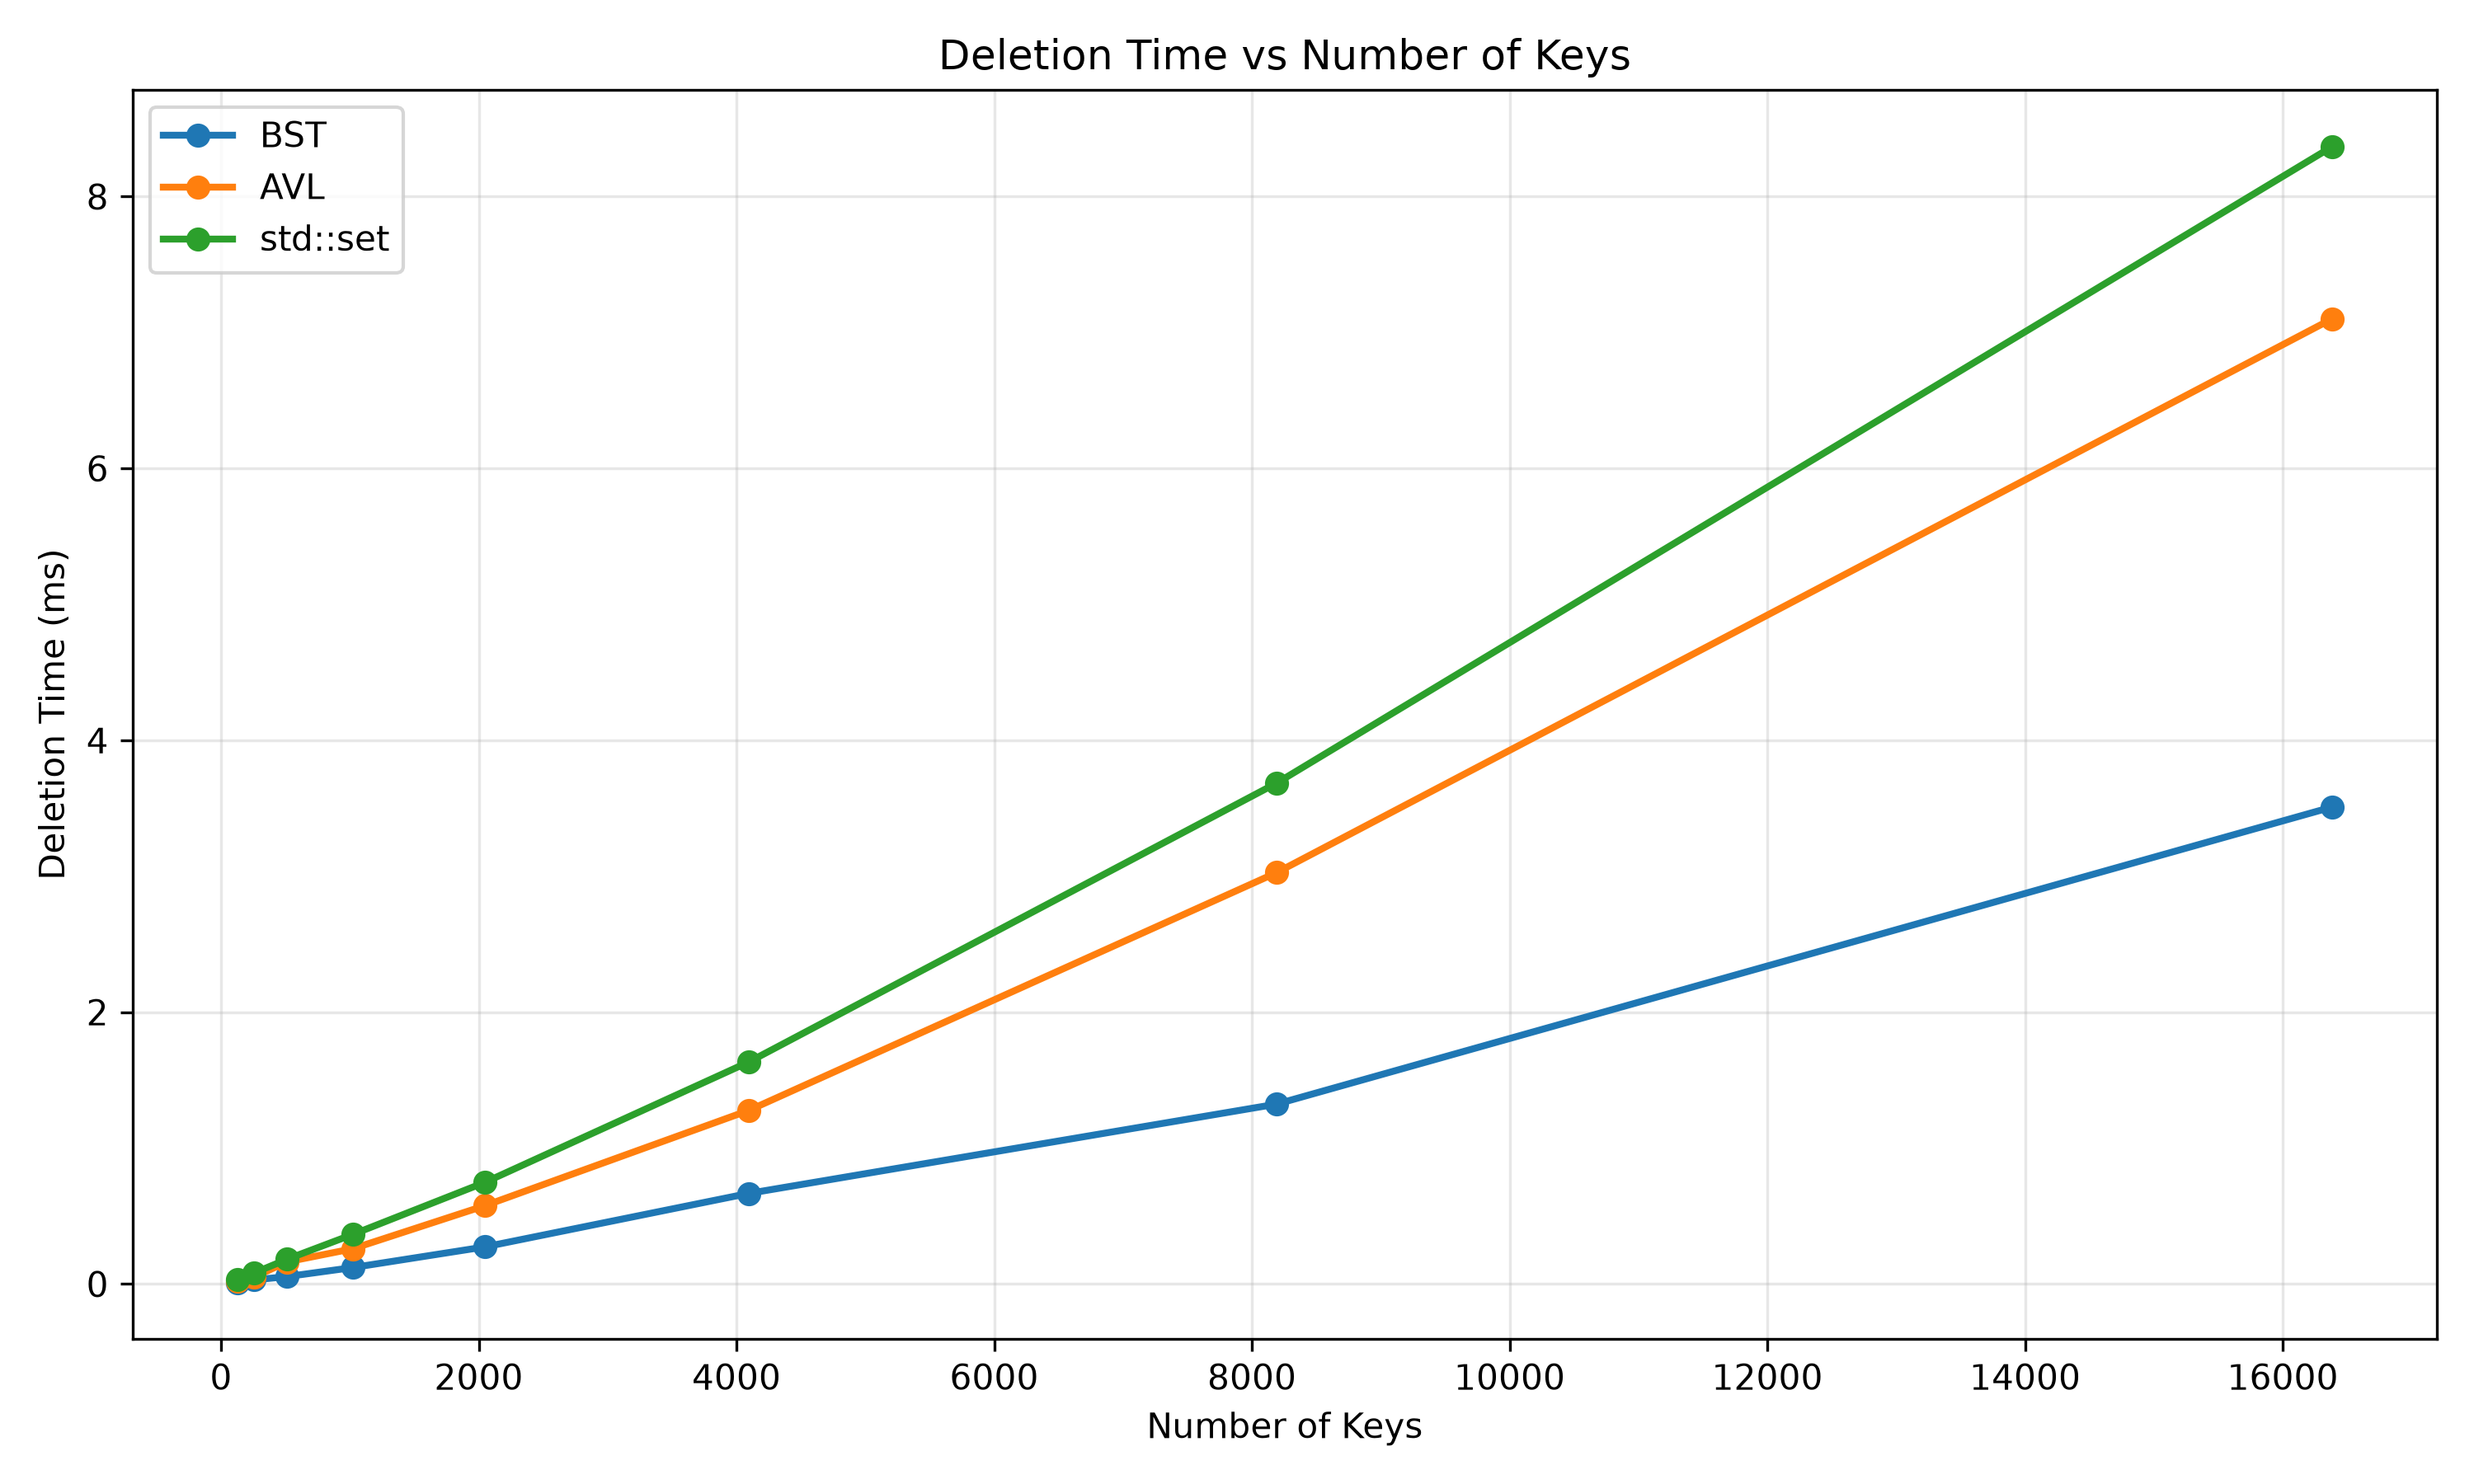 Deletion Time vs Number of Keys
BST
AVL
std::set
Deletion Time (ms)
8
6
4
2
0
0 2000 4000 6000 8000 10000 12000 14000 16000
Number of Keys